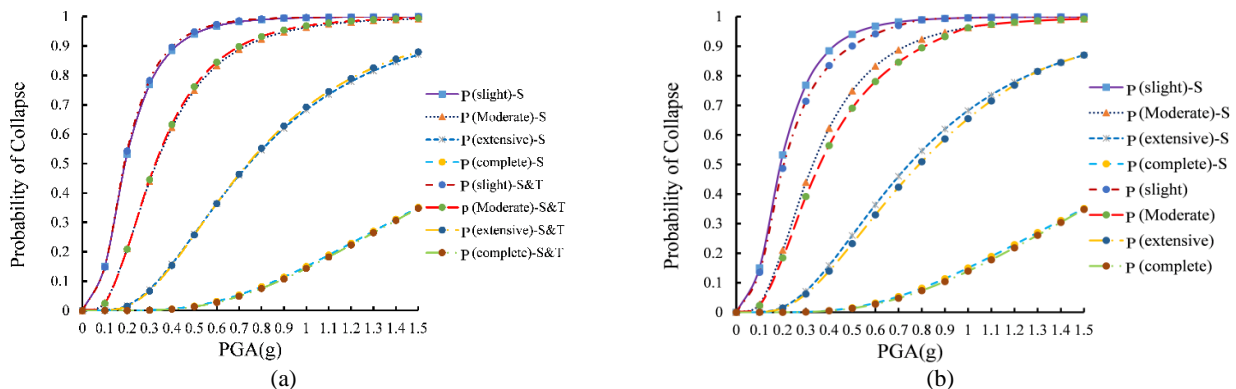 Probability of Collapse
1
0.9
0.8
0.7
0.6
0.5
0.4
0.3
0.2
0.1
0
0 0.1 0.2 0.3 0.4 0.5 0.6 0.7 0.8 0.9 1 1.1 1.2 1.3 1.4 1.5
PGA(g)
P (slight)-S
P (Moderate)-S
P (extensive)-S
P (complete)-S
P (slight)-S&T
p (Moderate)-S&T
P (extensive)-S&T
P (complete)-S&T
(a)
Probability of Collapse
1
0.9
0.8
0.7
0.6
0.5
0.4
0.3
0.2
0.1
0
0 0.1 0.2 0.3 0.4 0.5 0.6 0.7 0.8 0.9 1 1.1 1.2 1.3 1.4 1.5
PGA(g)
P (slight)-S
P (Moderate)-S
P (extensive)-S
P (complete)-S
P (slight)
P (Moderate)
P (extensive)
P (complete)
(b)